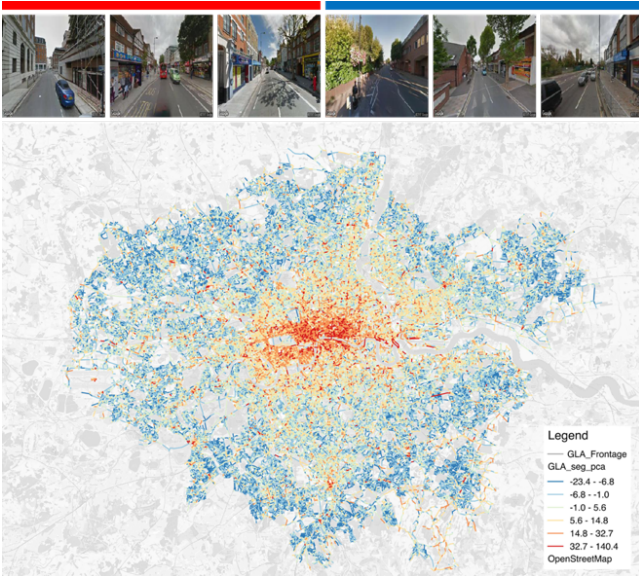 Legend
GLA_Frontage
GLA_seg_pca
-23.4 - -6.8
-6.8 - -1.0
-1.0 - 5.6
5.6 - 14.8
14.8 - 32.7
32.7 - 140.4
OpenStreetMap